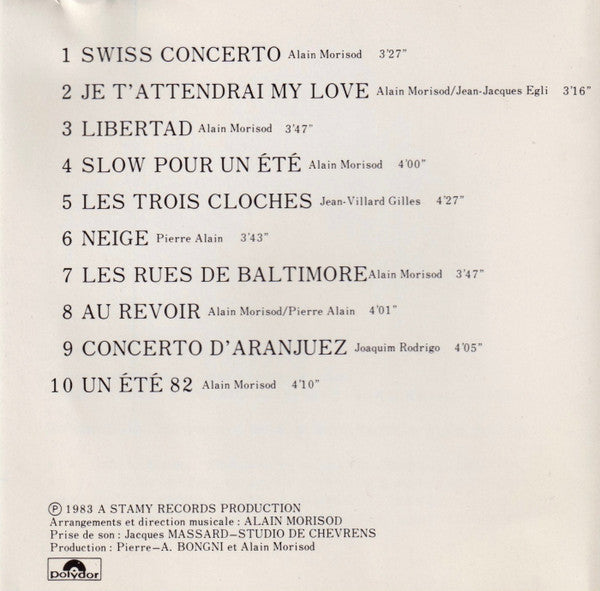 1 SWISS CONCERTO Alain Morisod 3'27"
2 JE T'ATTENDRAI MY LOVE Alain Morisod/Jean-Jacques Egli 3'16"
3 LIBERTAD Alain Morisod 3'47"
4 SLOW POUR UN ÉTÉ Alain Morisod 4'00"
5 LES TROIS CLOCHES Jean-Villard Gilles 4'27"
6 NEIGE Pierre Alain 3'43"
7 LES RUES DE BALTIMORE Alain Morisod 3'47"
8 AU REVOIR Alain Morisod/Pierre Alain 4'01"
9 CONCERTO D'ARANJUEZ Joaquim Rodrigo 4'05"
10 UN ÉTÉ 82 Alain Morisod 4'10"
℗ 1983 A STAMY RECORDS PRODUCTION
Arrangements et direction musicale : ALAIN MORISOD
Prise de son : Jacques MASSARD–STUDIO DE CHEVRENS
Production : Pierre–A. BONGNI et Alain Morisod
polydor